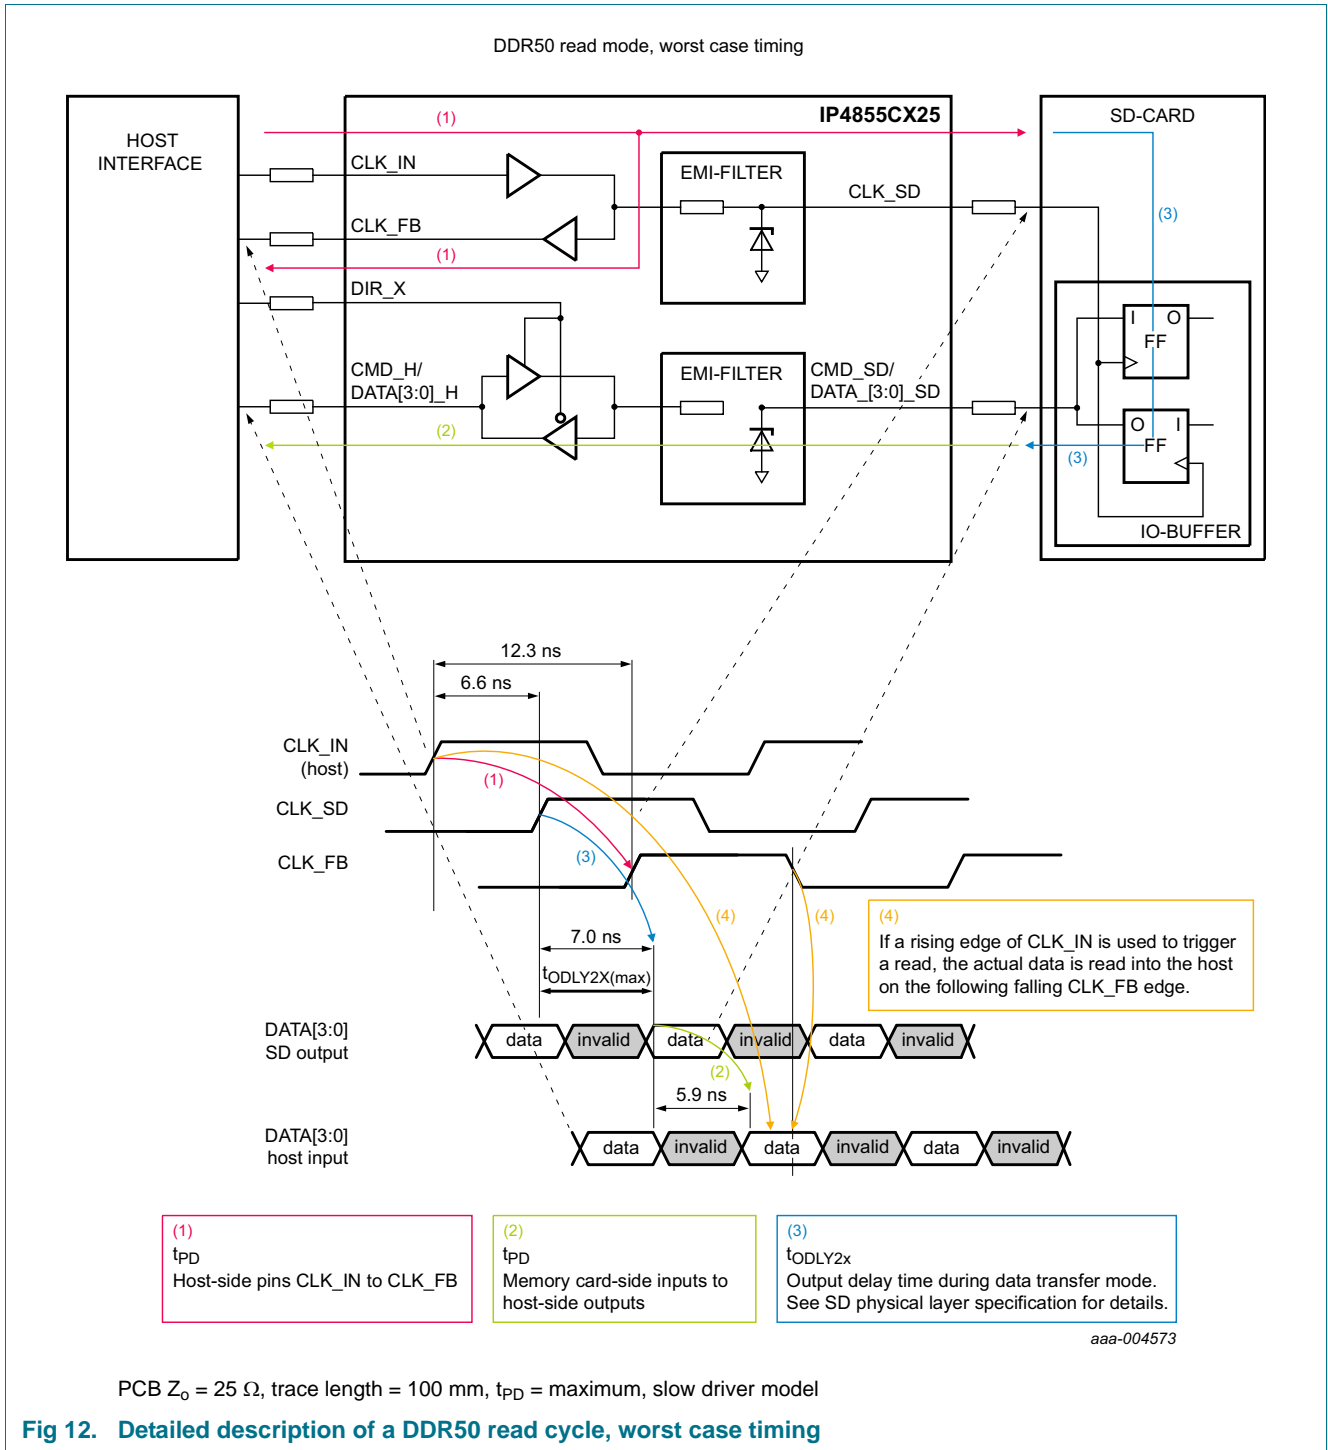 DDR50 read mode, worst case timing
HOST
INTERFACE
IP4855CX25
SD-CARD
(1)
CLK_IN
EMI-FILTER
CLK_SD
(3)
CLK_FB
(1)
DIR_X
I O
FF
CMD_H/
DATA[3:0]_H
EMI-FILTER
CMD_SD/
DATA_[3:0]_SD
(2)
O I
FF
(3)
IO-BUFFER
12.3 ns
6.6 ns
CLK_IN
(host)
(1)
CLK_SD
CLK_FB
(3)
(4)
(4)
(4)
If a rising edge of CLK_IN is used to trigger
a read, the actual data is read into the host
on the following falling CLK_FB edge.
7.0 ns
tODLY2X(max)
DATA[3:0]
SD output
data invalid data invalid data invalid
(2)
5.9 ns
DATA[3:0]
host input
data invalid data invalid data invalid
(1)
tPD
Host-side pins CLK_IN to CLK_FB
(2)
tPD
Memory card-side inputs to
host-side outputs
(3)
tODLY2x
Output delay time during data transfer mode.
See SD physical layer specification for details.
aaa-004573
PCB Zo = 25 Ω, trace length = 100 mm, tPD = maximum, slow driver model
Fig 12. Detailed description of a DDR50 read cycle, worst case timing